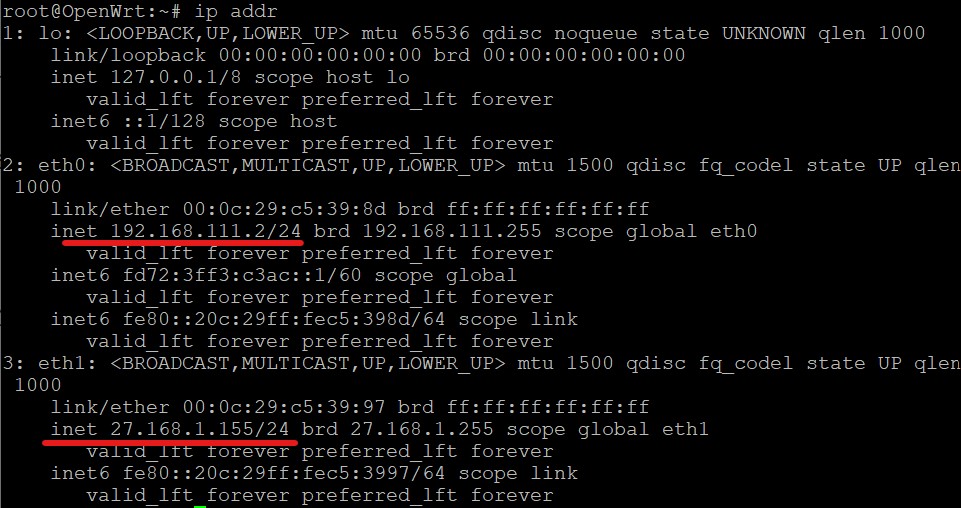 root@OpenWrt:~# ip addr
1: lo: <LOOPBACK,UP,LOWER_UP> mtu 65536 qdisc noqueue state UNKNOWN qlen 1000
    link/loopback 00:00:00:00:00:00 brd 00:00:00:00:00:00
    inet 127.0.0.1/8 scope host lo
       valid_lft forever preferred_lft forever
    inet6 ::1/128 scope host
       valid_lft forever preferred_lft forever
2: eth0: <BROADCAST,MULTICAST,UP,LOWER_UP> mtu 1500 qdisc fq_codel state UP qlen
 1000
    link/ether 00:0c:29:c5:39:8d brd ff:ff:ff:ff:ff:ff
    inet 192.168.111.2/24 brd 192.168.111.255 scope global eth0
       valid_lft forever preferred_lft forever
    inet6 fd72:3ff3:c3ac::1/60 scope global
       valid_lft forever preferred_lft forever
    inet6 fe80::20c:29ff:fec5:398d/64 scope link
       valid_lft forever preferred_lft forever
3: eth1: <BROADCAST,MULTICAST,UP,LOWER_UP> mtu 1500 qdisc fq_codel state UP qlen
 1000
    link/ether 00:0c:29:c5:39:97 brd ff:ff:ff:ff:ff:ff
    inet 27.168.1.155/24 brd 27.168.1.255 scope global eth1
       valid_lft forever preferred_lft forever
    inet6 fe80::20c:29ff:fec5:3997/64 scope link
       valid_lft forever preferred_lft forever